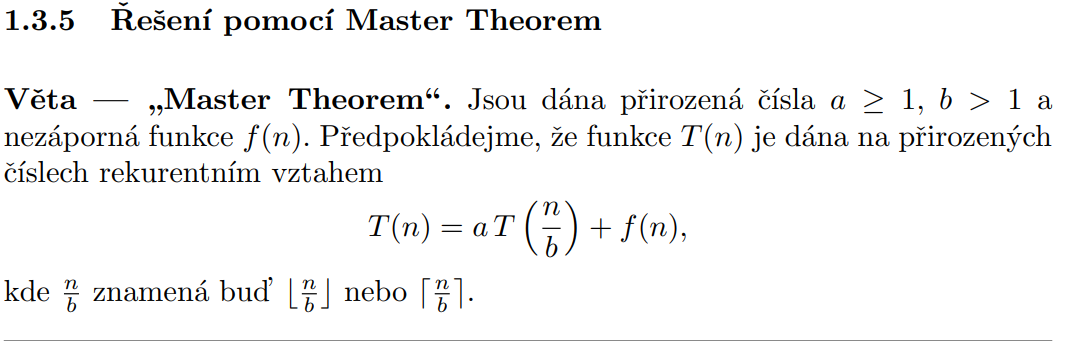 1.3.5 Řešení pomocí Master Theorem
Věta — „Master Theorem“. Jsou dána přirozená čísla a ≥ 1, b > 1 a
nezáporná funkce f(n). Předpokládejme, že funkce T(n) je dána na přirozených
číslech rekurentním vztahem
T(n) = a T (n/b) + f(n),
kde n/b znamená buď ⌊n/b⌋ nebo ⌈n/b⌉.